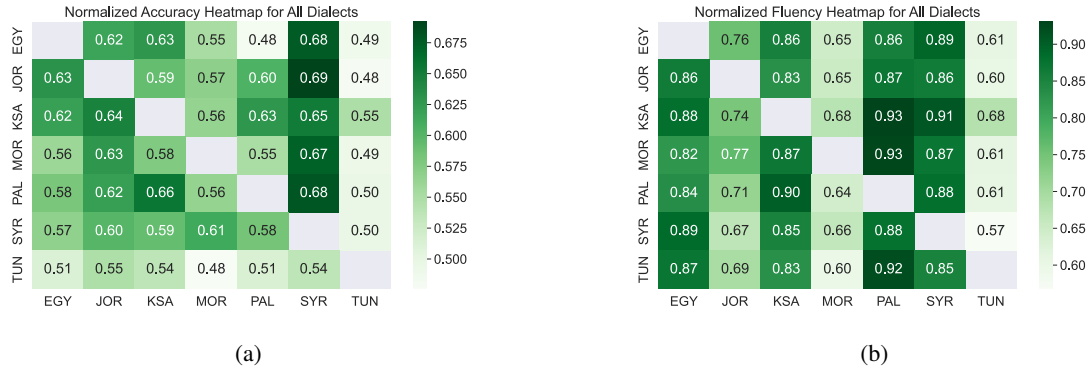 Normalized Accuracy Heatmap for All Dialects
EGY 0.62 0.63 0.55 0.48 0.68 0.49
JOR 0.63 0.59 0.57 0.60 0.69 0.48
KSA 0.62 0.64 0.56 0.63 0.65 0.55
MOR 0.56 0.63 0.58 0.55 0.67 0.49
PAL 0.58 0.62 0.66 0.56 0.68 0.50
SYR 0.57 0.60 0.59 0.61 0.58 0.50
TUN 0.51 0.55 0.54 0.48 0.51 0.54
EGY JOR KSA MOR PAL SYR TUN
0.675
0.650
0.625
0.600
0.575
0.550
0.525
0.500
(a)
Normalized Fluency Heatmap for All Dialects
EGY 0.76 0.86 0.65 0.86 0.89 0.61
JOR 0.86 0.83 0.65 0.87 0.86 0.60
KSA 0.88 0.74 0.68 0.93 0.91 0.68
MOR 0.82 0.77 0.87 0.93 0.87 0.61
PAL 0.84 0.71 0.90 0.64 0.88 0.61
SYR 0.89 0.67 0.85 0.66 0.88 0.57
TUN 0.87 0.69 0.83 0.60 0.92 0.85
EGY JOR KSA MOR PAL SYR TUN
0.90
0.85
0.80
0.75
0.70
0.65
0.60
(b)